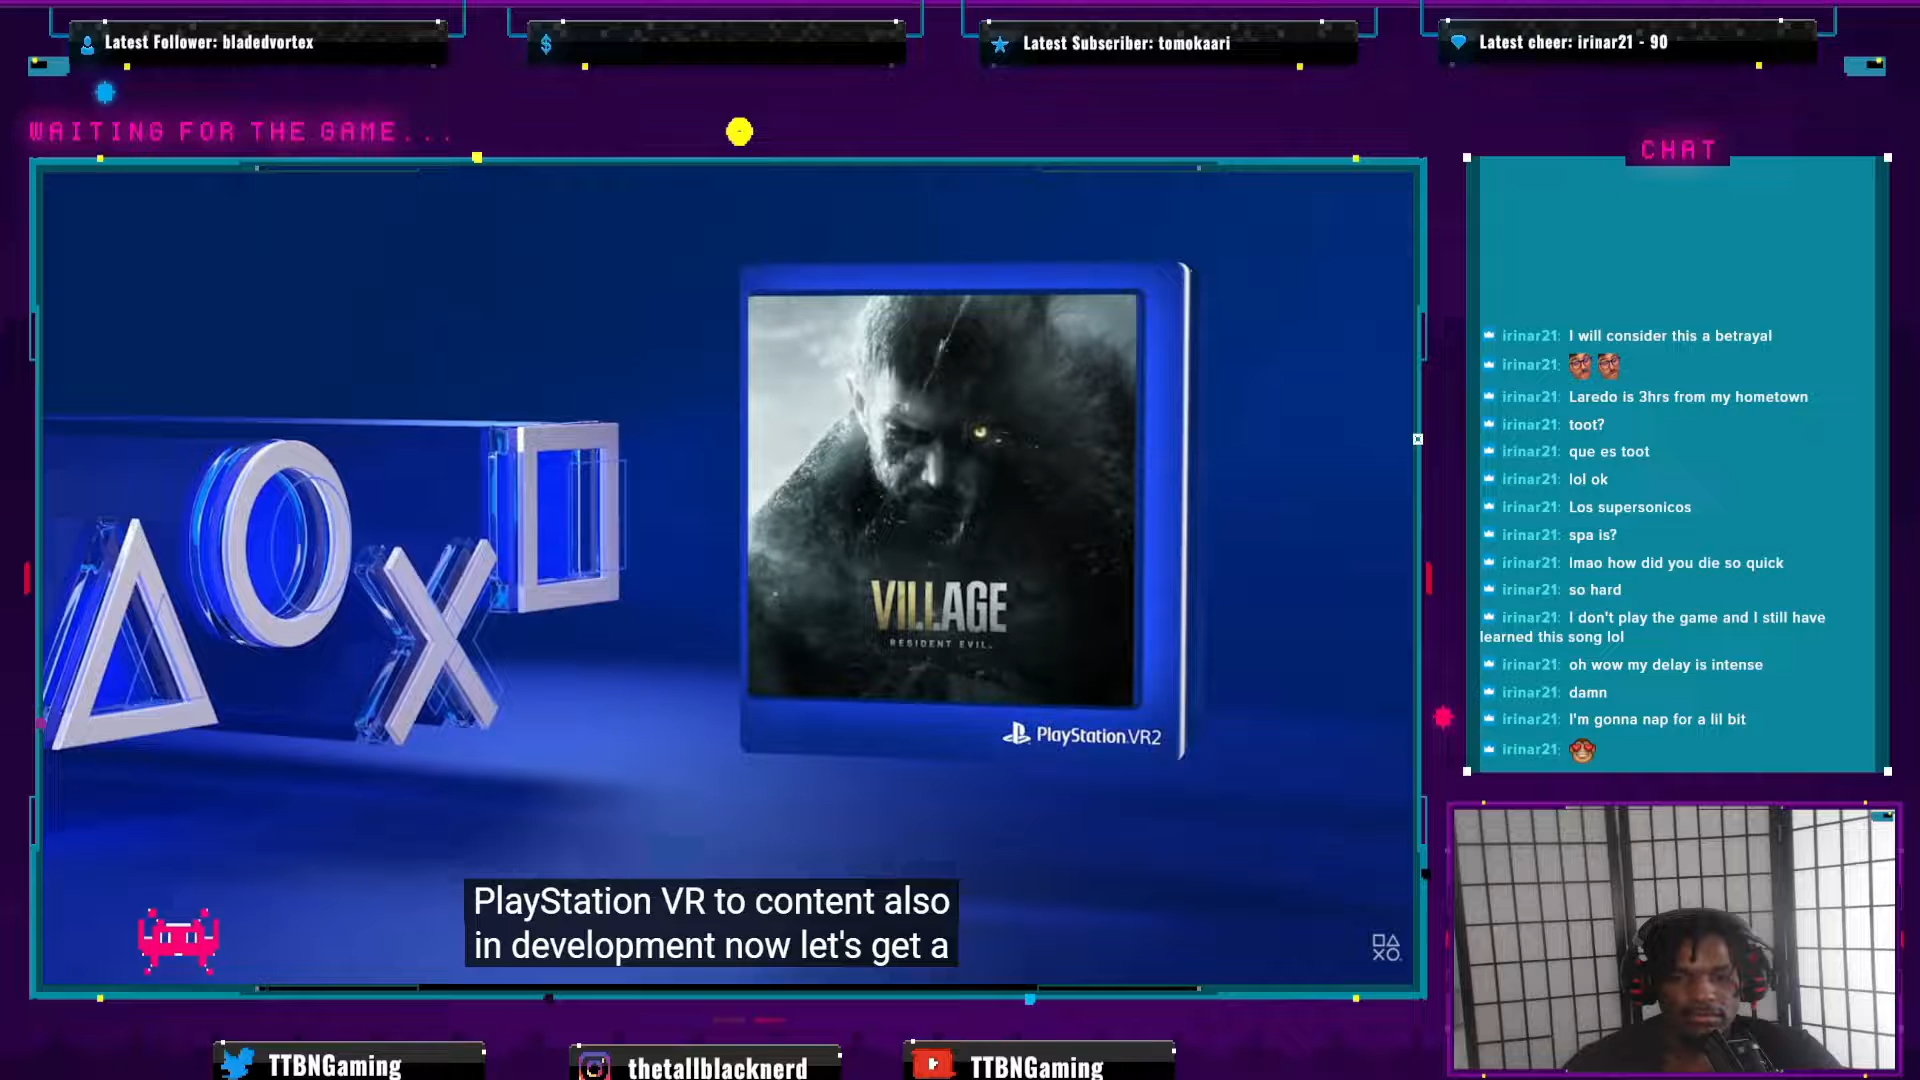 Latest Follower: bladedvortex
$
Latest Subscriber: tomokaari
Latest cheer: irinar21 - 90
WAITING FOR THE GAME...
CHAT
irinar21: I will consider this a betrayal
irinar21:
irinar21: Laredo is 3hrs from my hometown
irinar21: toot?
irinar21: que es toot
irinar21: lol ok
irinar21: Los supersonicos
irinar21: spa is?
irinar21: lmao how did you die so quick
irinar21: so hard
irinar21: I don't play the game and I still have
learned this song lol
irinar21: oh wow my delay is intense
irinar21: damn
irinar21: I'm gonna nap for a lil bit
irinar21:
VILLAGE
RESIDENT EVIL.
PlayStation VR2
PlayStation VR to content also
in development now let's get a
TTBNGaming
thetallblacknerd
TTBNGaming